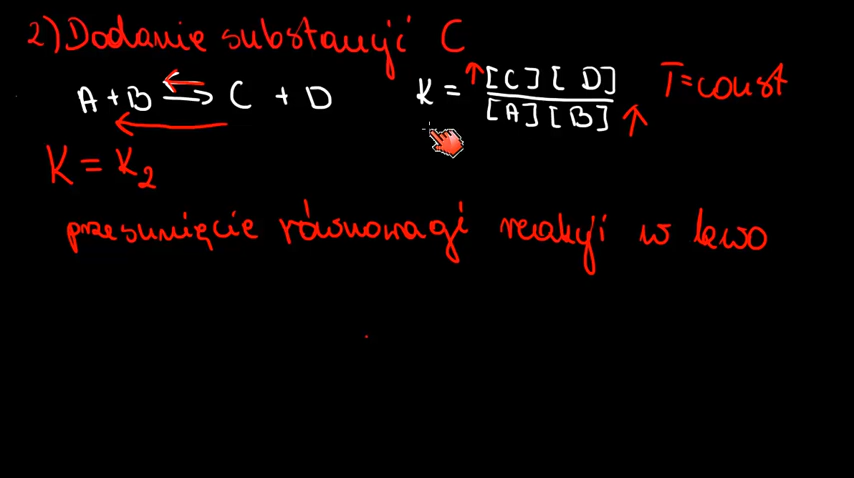 2) Dodanie substancji C
A + B ⇌ C + D
K = [C][D] / [A][B]
T = const
K = K₂
przesunięcie równowagi reakcji w lewo